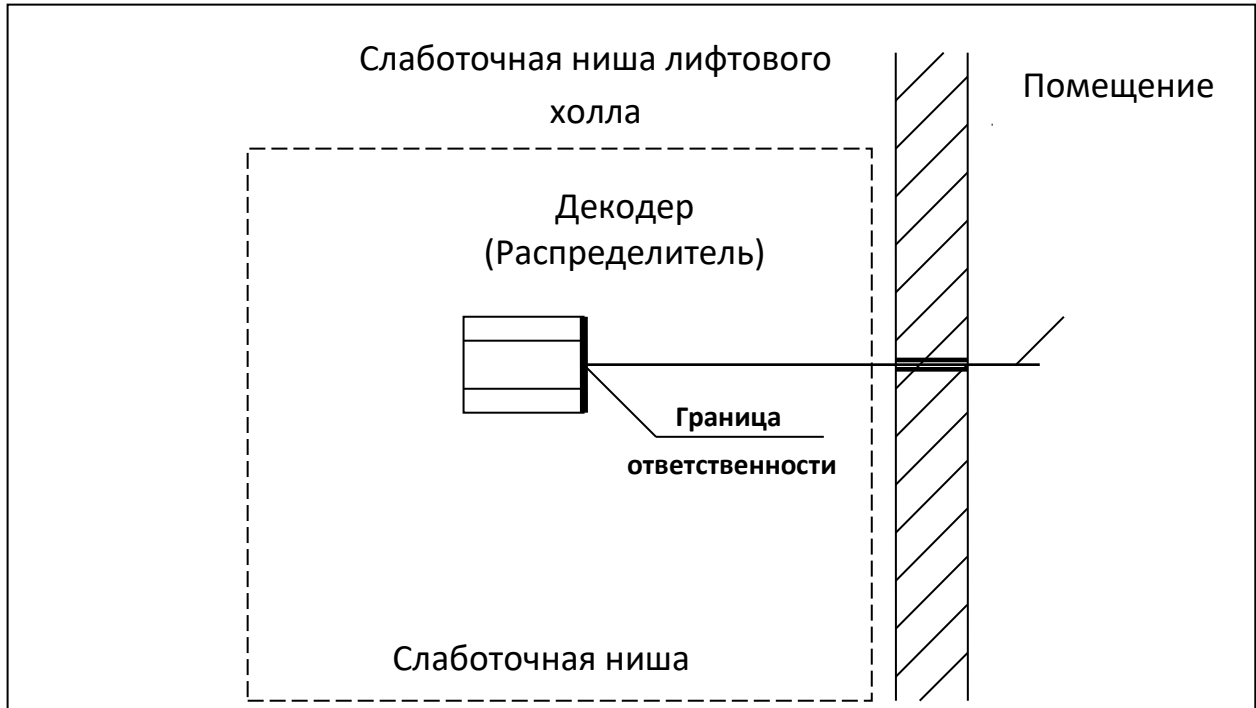 Слаботочная ниша лифтового
холла
Помещение
Декодер
(Распределитель)
Граница
ответственности
Слаботочная ниша